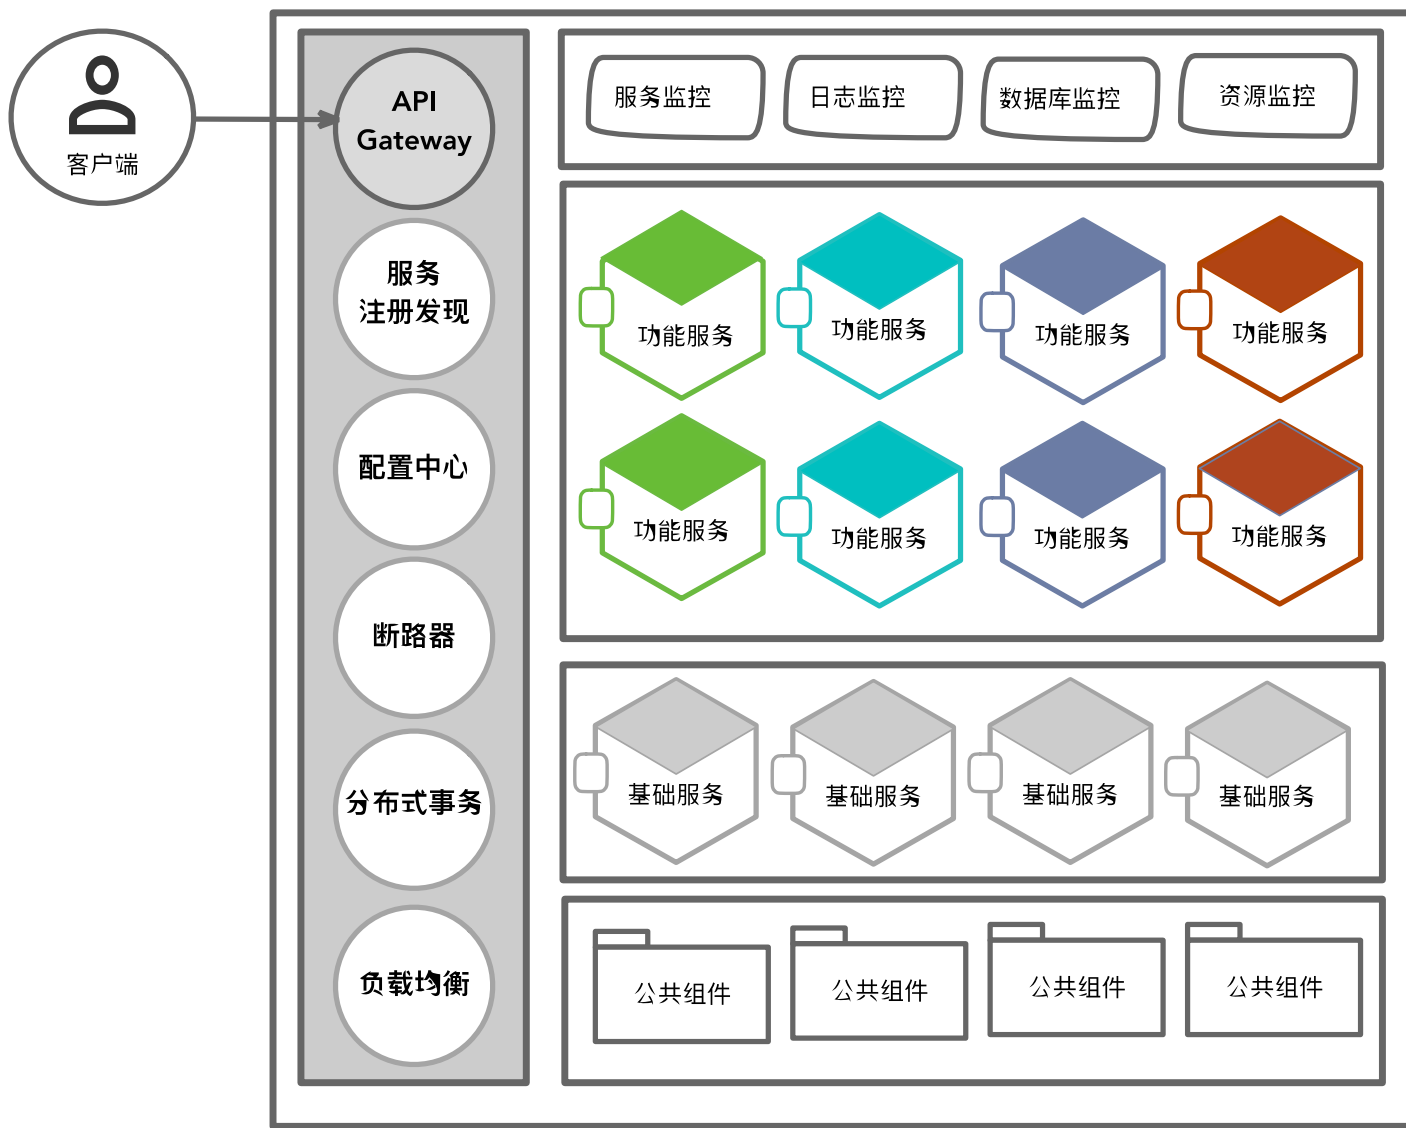 客户端
API
Gateway
服务
注册发现
配置中心
断路器
分布式事务
负载均衡
服务监控
日志监控
数据库监控
资源监控
功能服务
功能服务
功能服务
功能服务
功能服务
功能服务
功能服务
功能服务
基础服务
基础服务
基础服务
基础服务
公共组件
公共组件
公共组件
公共组件